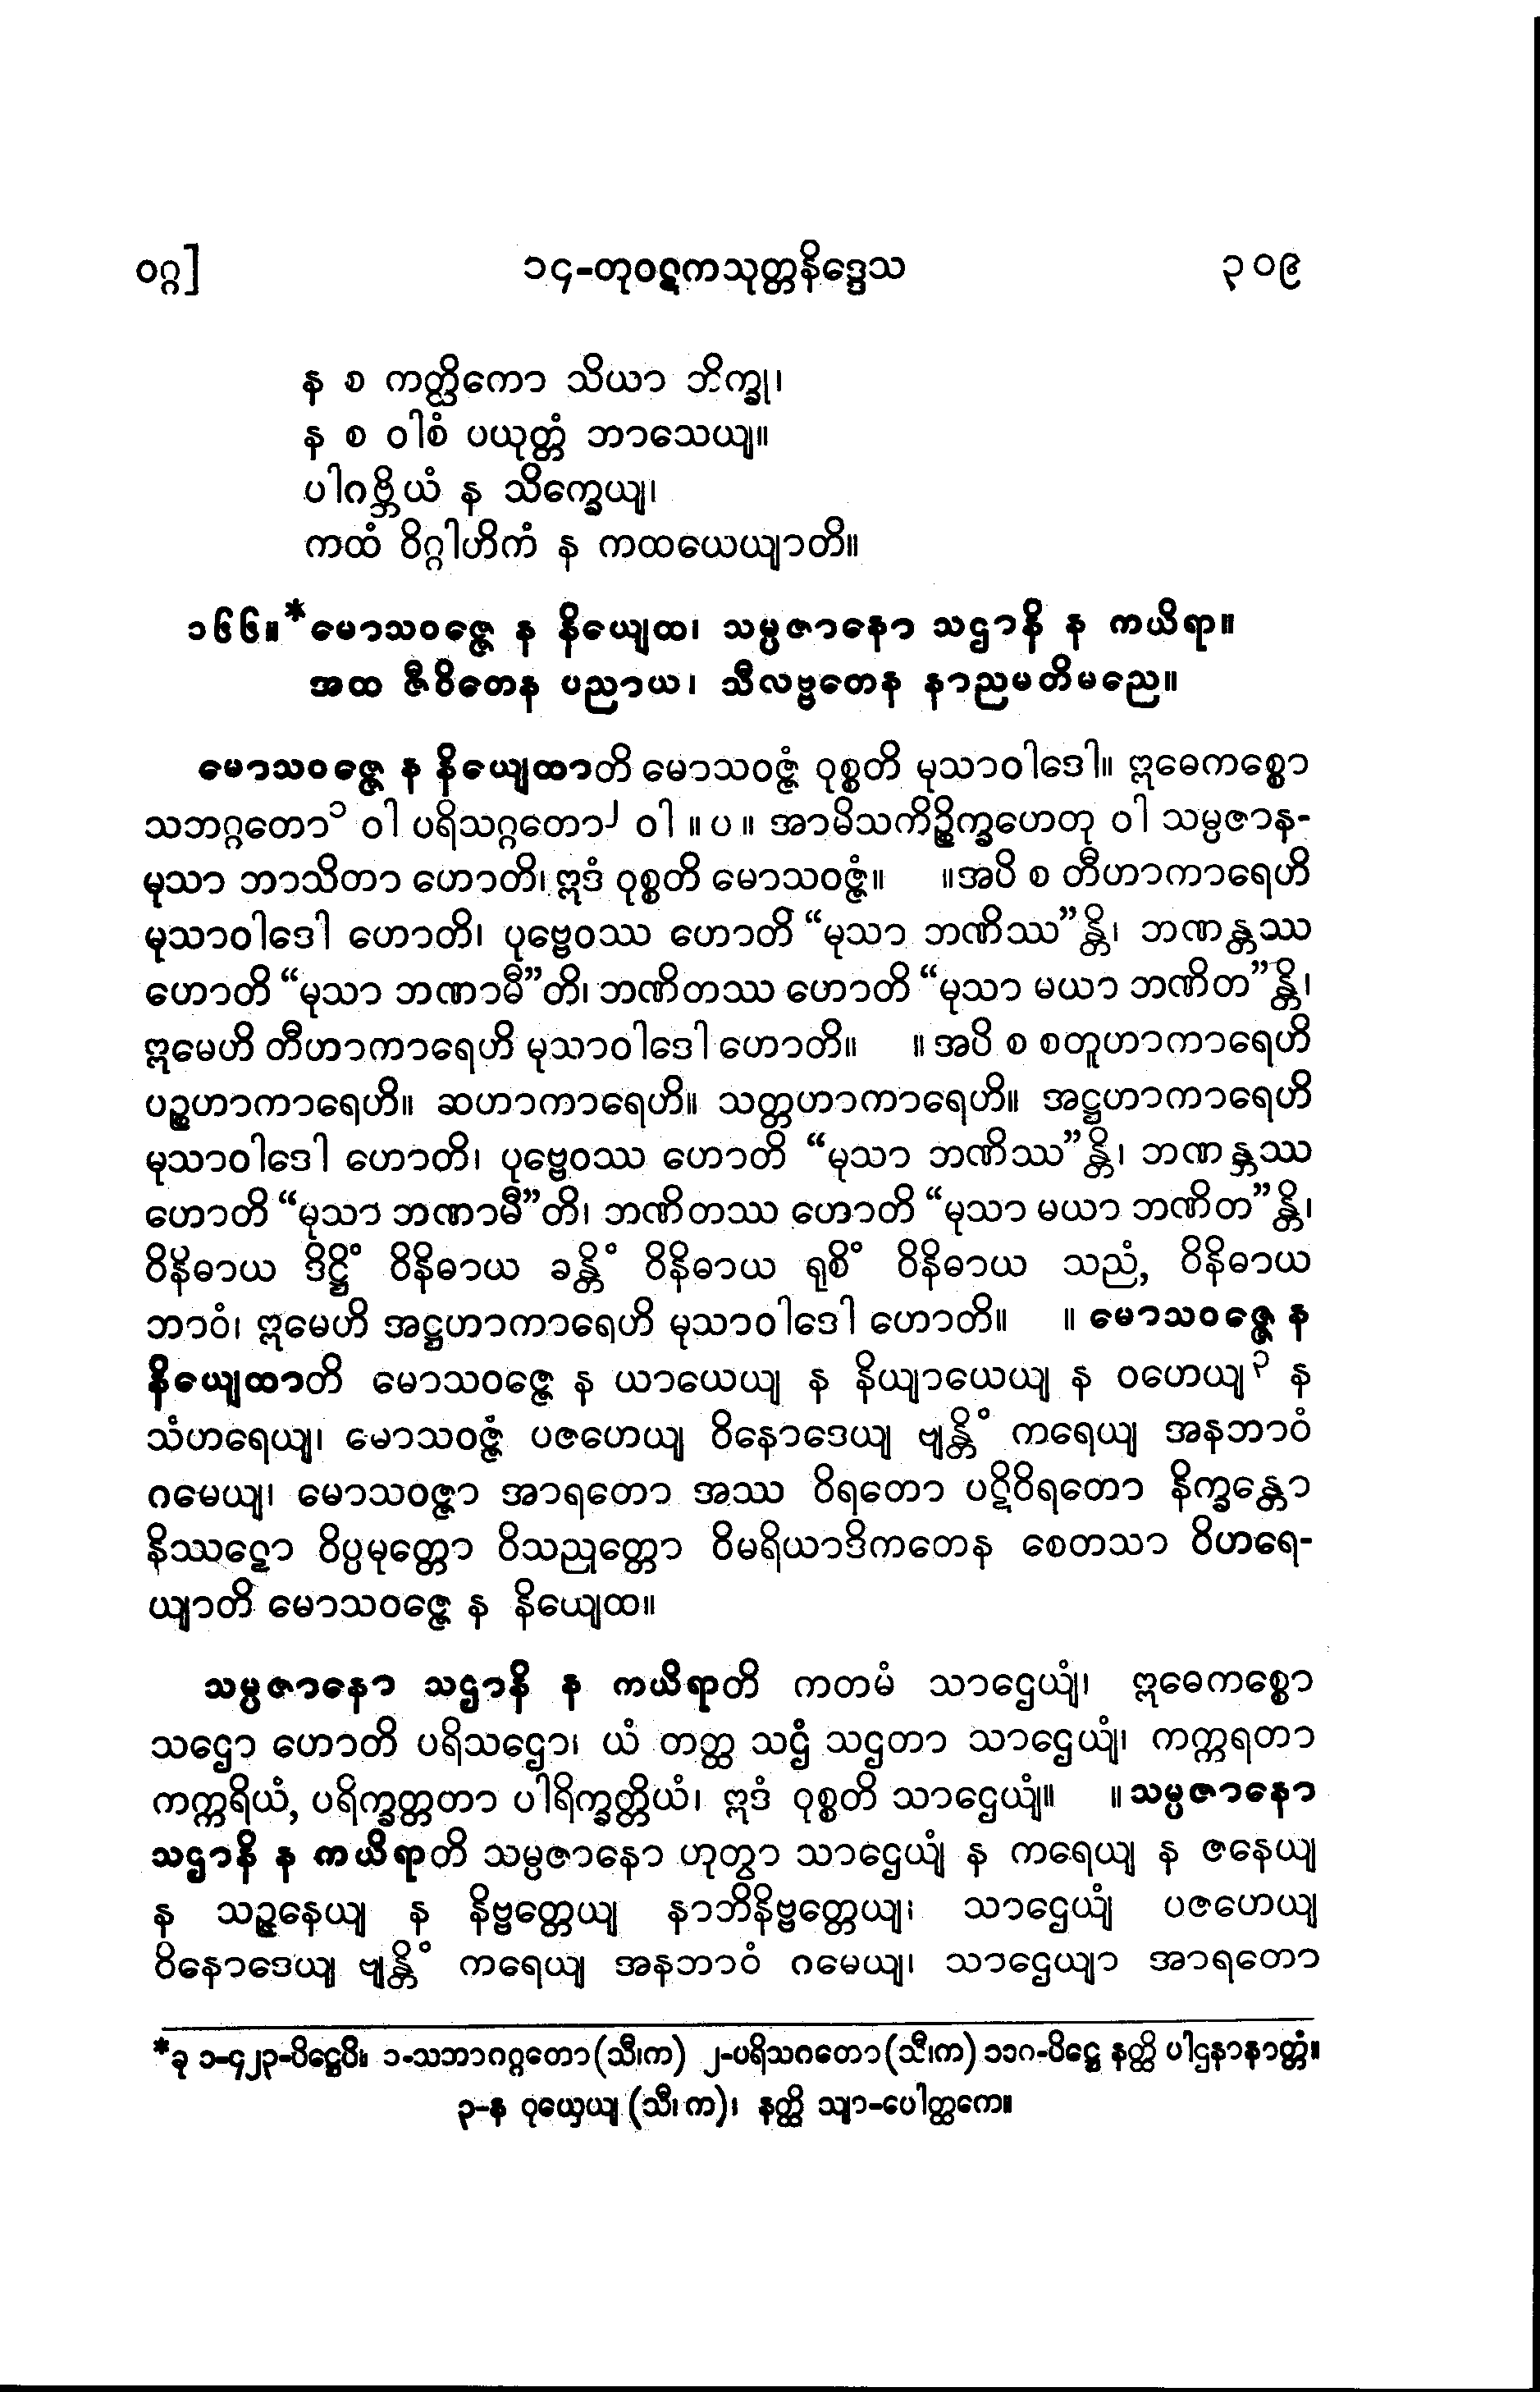 ဝဂ္ဂ] ၁၄-တုဝဋကသုတ္တနိဒ္ဒေသ ၃၀၉
န စ ကတ္ထိကော သိယာ ဘိက္ခု၊
န စ ဝါစံ ပယုတ္တံ ဘာသေယျ။
ပါဂဗ္ဘိယံ န သိက္ခေယျ၊
ကထံ ဝိဂ္ဂါဟိကံ န ကထယေယျာတိ။
၁၆၆။*မောသဝဇ္ဇေ န နိယျေထ၊ သမ္ပဇာနော သဌာနိ န ကယိရာ။
အထ ဇီဝိတေန ပညာယ၊ သီလဗ္ဗတေန နာညမတိမညေ။
မောသဝဇ္ဇေ န နိယျေထာတိ မောသဝဇ္ဇံ ဝုစ္စတိ မုသာဝါဒေါ။ ဣဓေကစ္စော
သဘဂ္ဂတော၁ ဝါ ပရိသဂ္ဂတော၂ ဝါ ။ပ။ အာမိသကိဉ္စိက္ခဟေတု ဝါ သမ္ပဇာန-
မုသာ ဘာသိတာ ဟောတိ၊ ဣဒံ ဝုစ္စတိ မောသဝဇ္ဇံ။ ။အပိ စ တီဟာကာရေဟိ
မုသာဝါဒေါ ဟောတိ၊ ပုဗ္ဗေဝဿ ဟောတိ “မုသာ ဘဏိဿ”န္တိ၊ ဘဏန္တဿ
ဟောတိ “မုသာ ဘဏာမီ”တိ၊ ဘဏိတဿ ဟောတိ “မုသာ မယာ ဘဏိတ”န္တိ၊
ဣမေဟိ တီဟာကာရေဟိ မုသာဝါဒေါ ဟောတိ။ ။အပိ စ စတူဟာကာရေဟိ
ပဉ္စဟာကာရေဟိ။ ဆဟာကာရေဟိ။ သတ္တဟာကာရေဟိ။ အဋ္ဌဟာကာရေဟိ
မုသာဝါဒေါ ဟောတိ၊ ပုဗ္ဗေဝဿ ဟောတိ “မုသာ ဘဏိဿ”န္တိ၊ ဘဏန္တဿ
ဟောတိ “မုသာ ဘဏာမီ”တိ၊ ဘဏိတဿ ဟောတိ “မုသာ မယာ ဘဏိတ”န္တိ၊
ဝိနိဓာယ ဒိဋ္ဌိံ ဝိနိဓာယ ခန္တိံ ဝိနိဓာယ ရုစိံ ဝိနိဓာယ သညံ, ဝိနိဓာယ
ဘာဝံ၊ ဣမေဟိ အဋ္ဌဟာကာရေဟိ မုသာဝါဒေါ ဟောတိ။ ။မောသဝဇ္ဇေ န
နိယျေထာတိ မောသဝဇ္ဇေ န ယာယေယျ န နိယျာယေယျ န ဝဟေယျ၃ န
သံဟရေယျ၊ မောသဝဇ္ဇံ ပဇဟေယျ ဝိနောဒေယျ ဗျန္တိံ ကရေယျ အနဘာဝံ
ဂမေယျ၊ မောသဝဇ္ဇာ အာရတော အဿ ဝိရတော ပဋိဝိရတော နိက္ခန္တော
နိဿဋော ဝိပ္ပမုတ္တော ဝိသညုတ္တော ဝိမရိယာဒိကတေန စေတသာ ဝိဟရေ-
ယျာတိ မောသဝဇ္ဇေ န နိယျေထ။
သမ္ပဇာနော သဌာနိ န ကယိရာတိ ကတမံ သာဌေယျံ၊ ဣဓေကစ္စော
သဌော ဟောတိ ပရိသဌော၊ ယံ တတ္ထ သဌံ သဌတာ သာဌေယျံ၊ ကက္ကရတာ
ကက္ကရိယံ, ပရိက္ခတ္တတာ ပါရိက္ခတ္တိယံ၊ ဣဒံ ဝုစ္စတိ သာဌေယျံ။ ။သမ္ပဇာနော
သဌာနိ န ကယိရာတိ သမ္ပဇာနော ဟုတွာ သာဌေယျံ န ကရေယျ န ဇနေယျ
န သဉ္ဇနေယျ န နိဗ္ဗတ္တေယျ နာဘိနိဗ္ဗတ္တေယျ၊ သာဌေယျံ ပဇဟေယျ
ဝိနောဒေယျ ဗျန္တိံ ကရေယျ အနဘာဝံ ဂမေယျ၊ သာဌေယျာ အာရတော
*ခု ၁-၄၂၃-ပိဋ္ဌေပိ။ ၁-သဘာဂဂ္ဂတော(သီ၊က) ၂-ပရိသဂတော(သီ၊က) ၁၁၈-ပိဋ္ဌေ နတ္ထိ ပါဌနာနာတ္တံ။
၃-န ဝုယှေယျ (သီ၊က)၊ နတ္ထိ သျာ-ပေါတ္ထကေ။